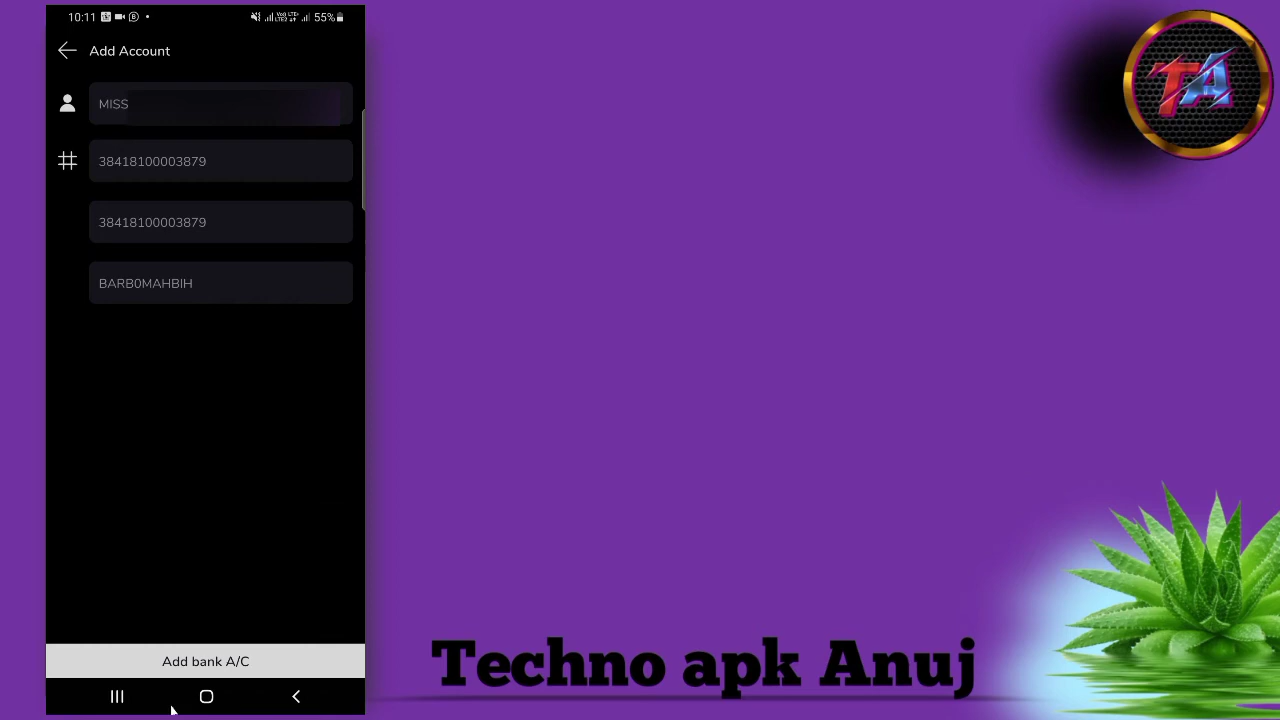 10:11 55%
Add Account
MISS
38418100003879
38418100003879
BARB0MAHBIH
Add bank A/C
TA
Techno apk Anuj